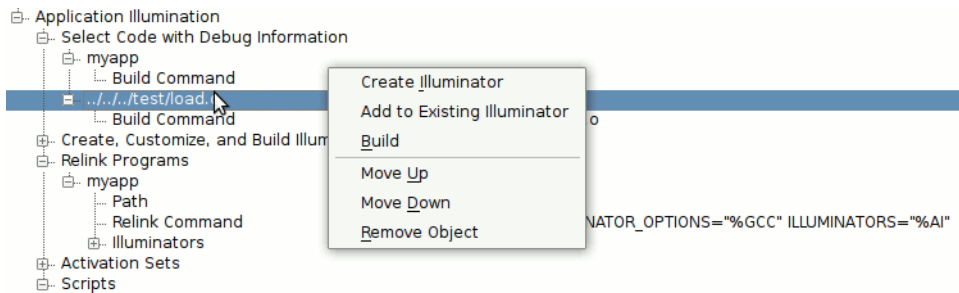 Application Illumination
Select Code with Debug Information
myapp
Build Command
../../../test/load.
Build Command o
Create, Customize, and Build Illum
Relink Programs
myapp
Path
Relink Command NATOR_OPTIONS="%GCC" ILLUMINATORS="%AI"
Illuminators
Activation Sets
Scripts
Create Illuminator
Add to Existing Illuminator
Build
Move Up
Move Down
Remove Object